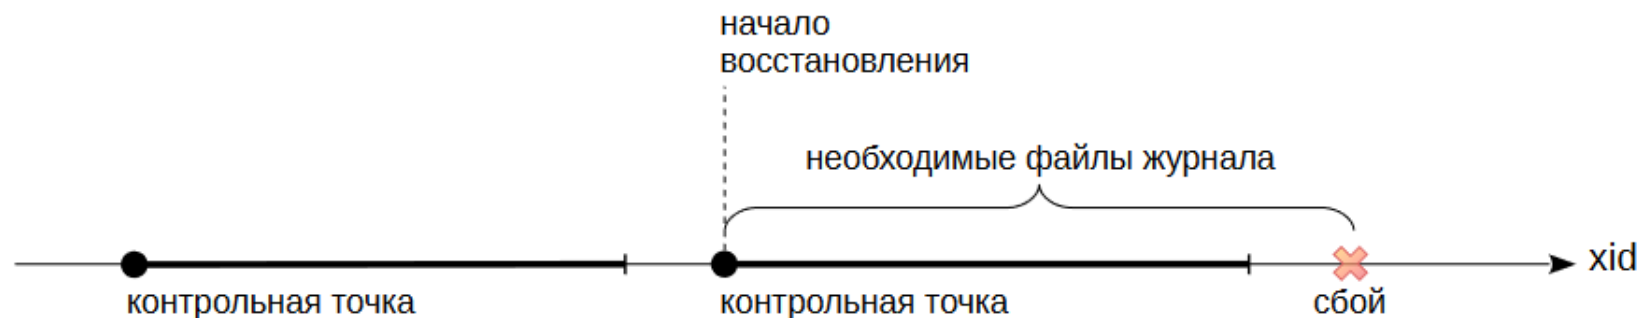 начало
восстановления
необходимые файлы журнала
xid
контрольная точка
контрольная точка
сбой